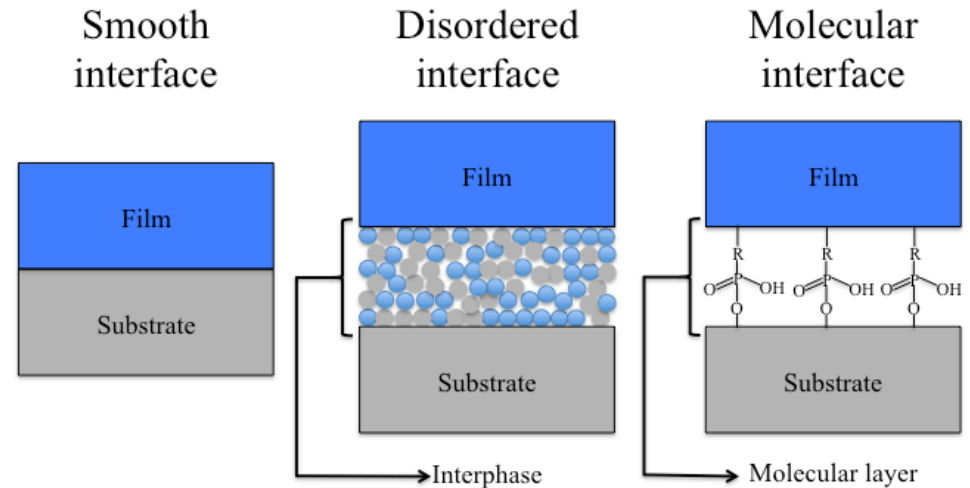 Smooth
interface
Film
Substrate
Disordered
interface
Film
Substrate
Interphase
Molecular
interface
Film
R R R
O P OH O P OH O P OH
O O O
Substrate
Molecular layer